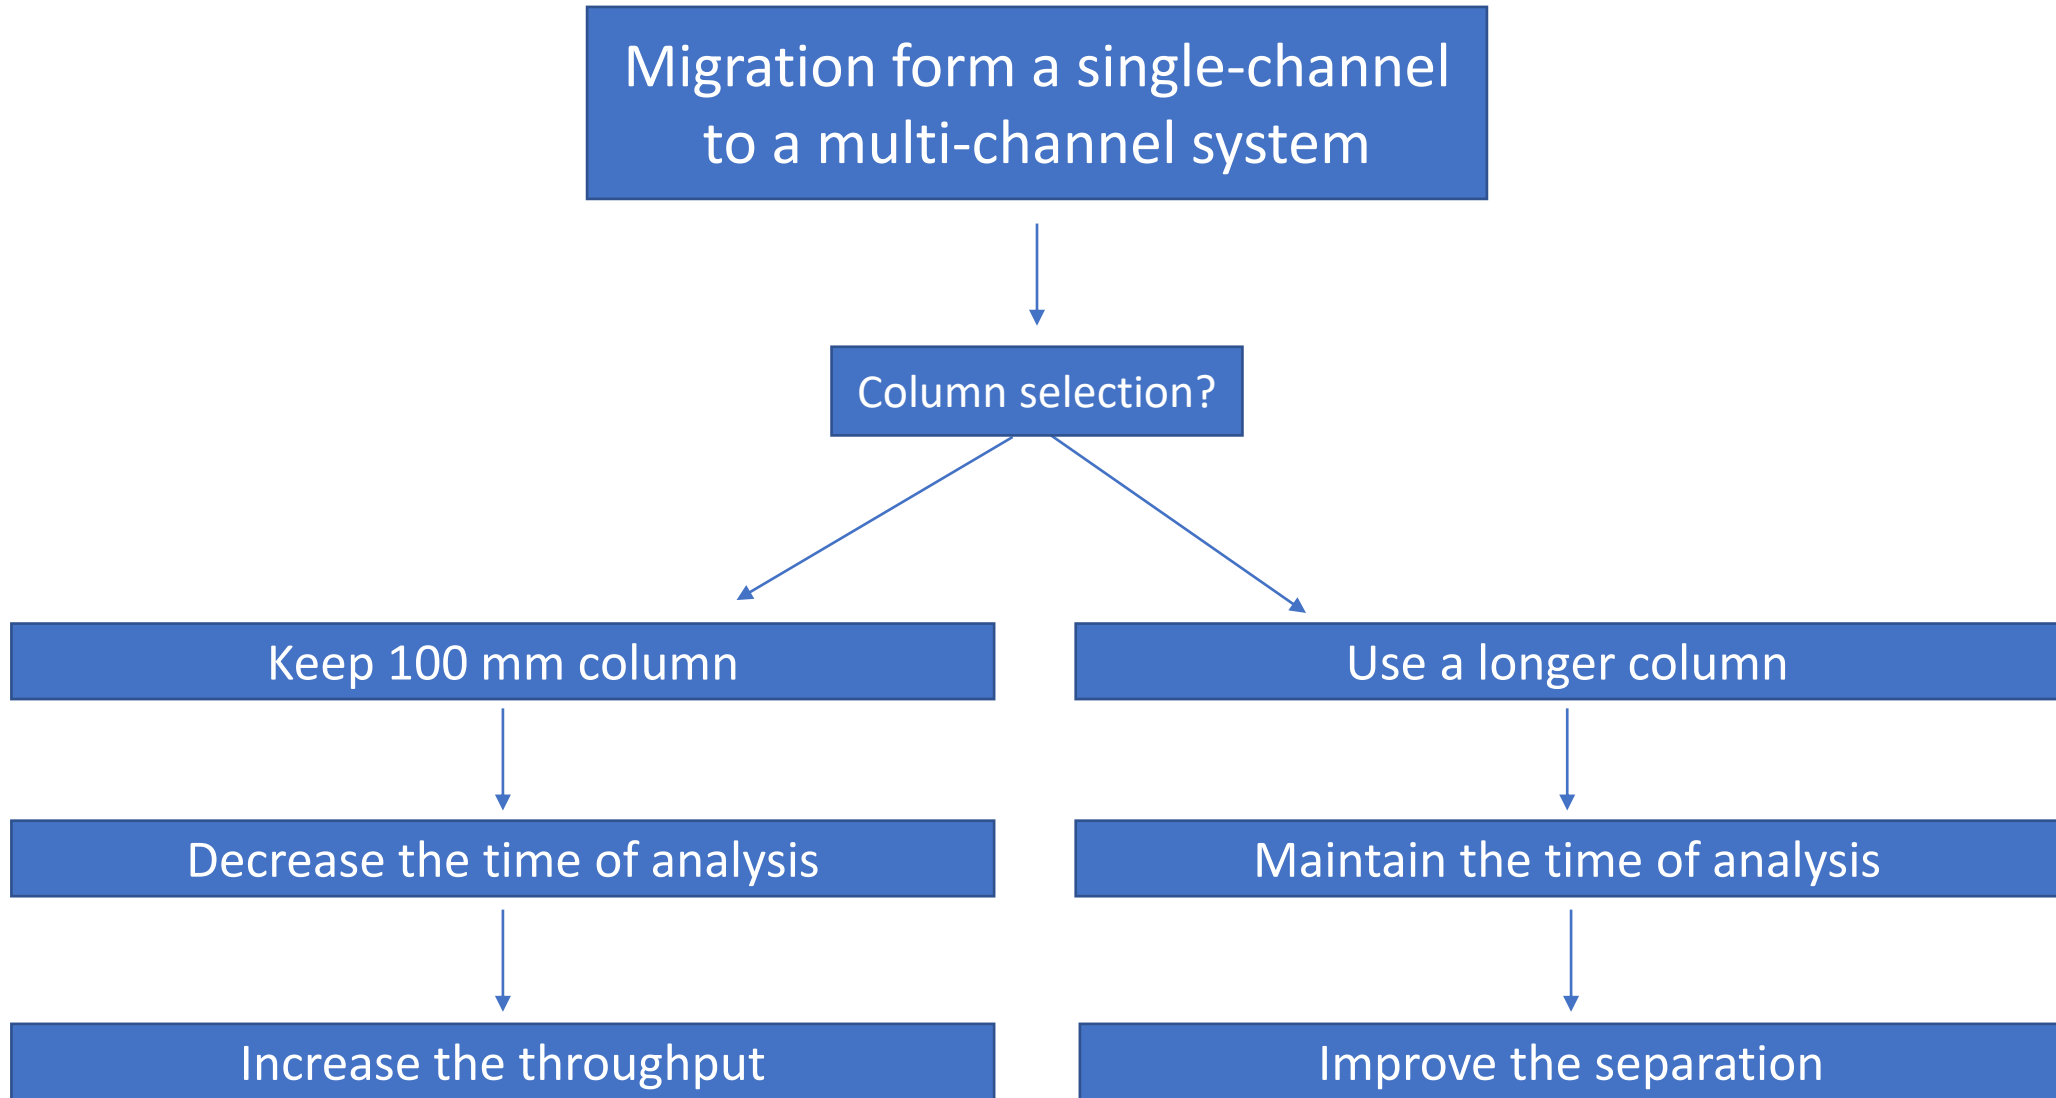 Migration form a single-channel
to a multi-channel system
Column selection?
Keep 100 mm column
Use a longer column
Decrease the time of analysis
Maintain the time of analysis
Increase the throughput
Improve the separation